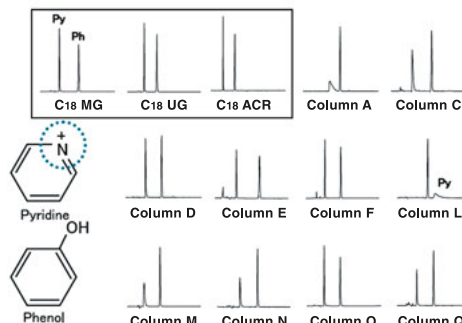 Py
Ph
C18 MG
C18 UG
C18 ACR
Column A
Column C
N
+
Pyridine
Column D
Column E
Column F
Py
Column L
OH
Phenol
Column M
Column N
Column O